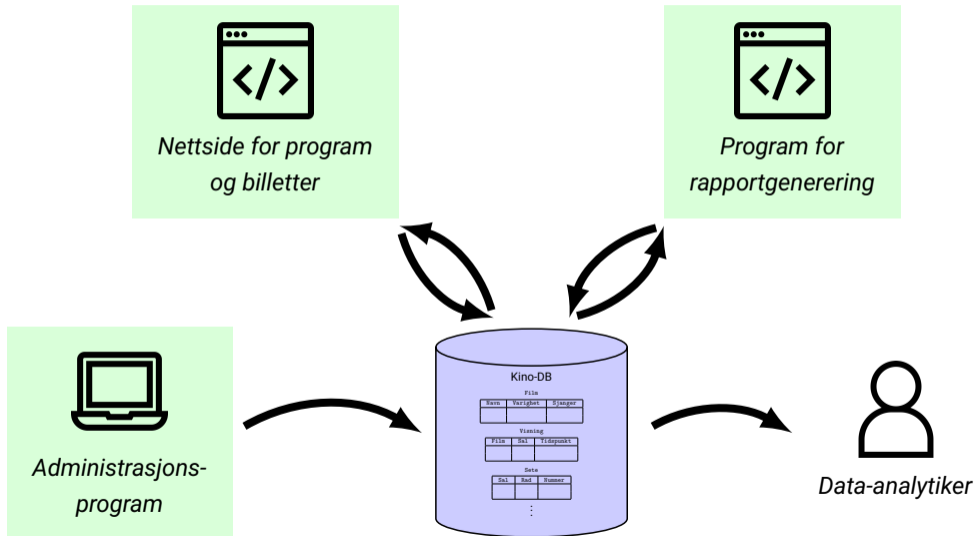 </>
Nettside for program
og billetter
</>
Program for
rapportgenerering
Administrasjons-
program
Kino-DB
Film
Navn Varighet Sjanger
Visning
Film Sal Tidspunkt
Sete
Sal Rad Nummer
⋮
Data-analytiker